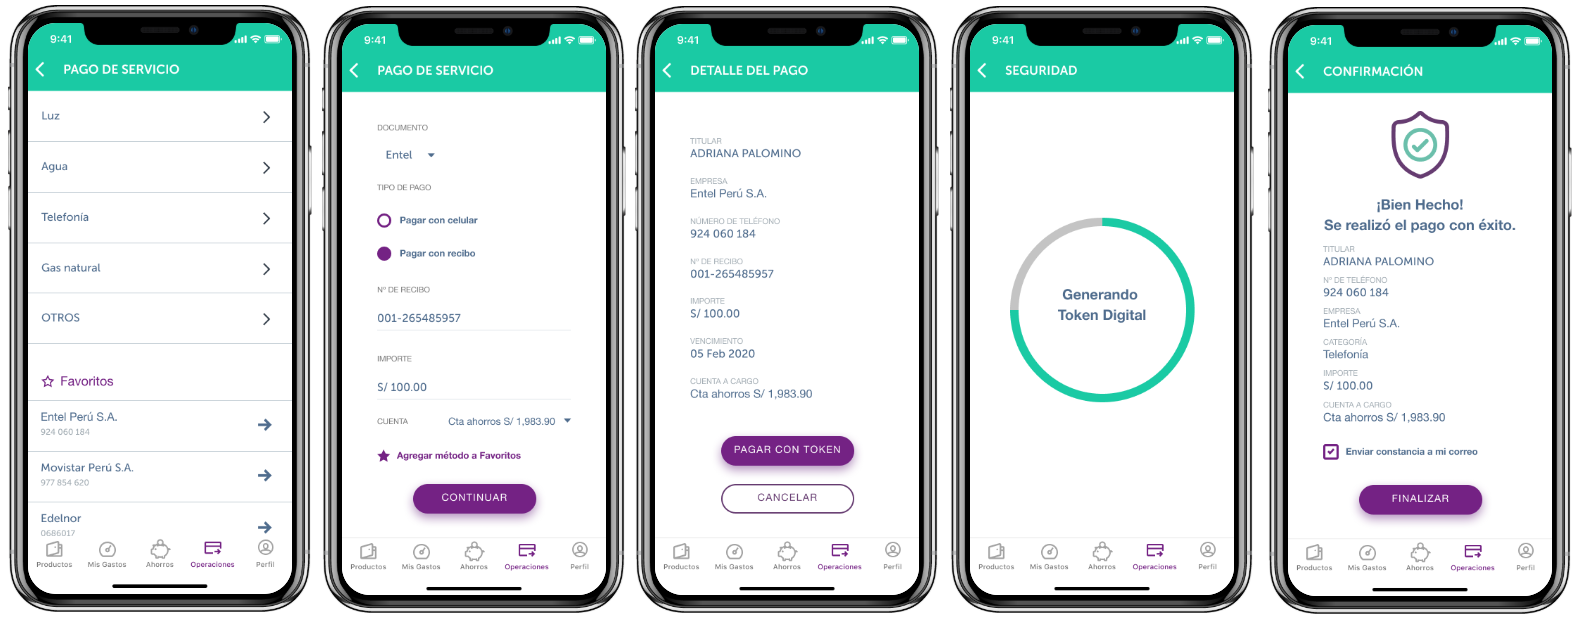 9:41
PAGO DE SERVICIO
Luz
Agua
Telefonía
Gas natural
OTROS
Favoritos
Entel Perú S.A.
924 060 184
Movistar Perú S.A.
977 854 620
Edelnor
0686017
Productos Mis Gastos Ahorros Operaciones Perfil
9:41
PAGO DE SERVICIO
DOCUMENTO
Entel
TIPO DE PAGO
Pagar con celular
Pagar con recibo
Nº DE RECIBO
001-265485957
IMPORTE
S/ 100.00
CUENTA Cta ahorros S/ 1,983.90
Agregar método a Favoritos
CONTINUAR
Productos Mis Gastos Ahorros Operaciones Perfil
9:41
DETALLE DEL PAGO
TITULAR
ADRIANA PALOMINO
EMPRESA
Entel Perú S.A.
NÚMERO DE TELÉFONO
924 060 184
Nº DE RECIBO
001-265485957
IMPORTE
S/ 100.00
VENCIMIENTO
05 Feb 2020
CUENTA A CARGO
Cta ahorros S/ 1,983.90
PAGAR CON TOKEN
CANCELAR
Productos Mis Gastos Ahorros Operaciones Perfil
9:41
SEGURIDAD
Generando
Token Digital
Productos Mis Gastos Ahorros Operaciones Perfil
9:41
CONFIRMACIÓN
¡Bien Hecho!
Se realizó el pago con éxito.
TITULAR
ADRIANA PALOMINO
Nº DE TELÉFONO
924 060 184
EMPRESA
Entel Perú S.A.
CATEGORÍA
Telefonía
IMPORTE
S/ 100.00
CUENTA A CARGO
Cta ahorros S/ 1,983.90
Enviar constancia a mi correo
FINALIZAR
Productos Mis Gastos Ahorros Operaciones Perfil